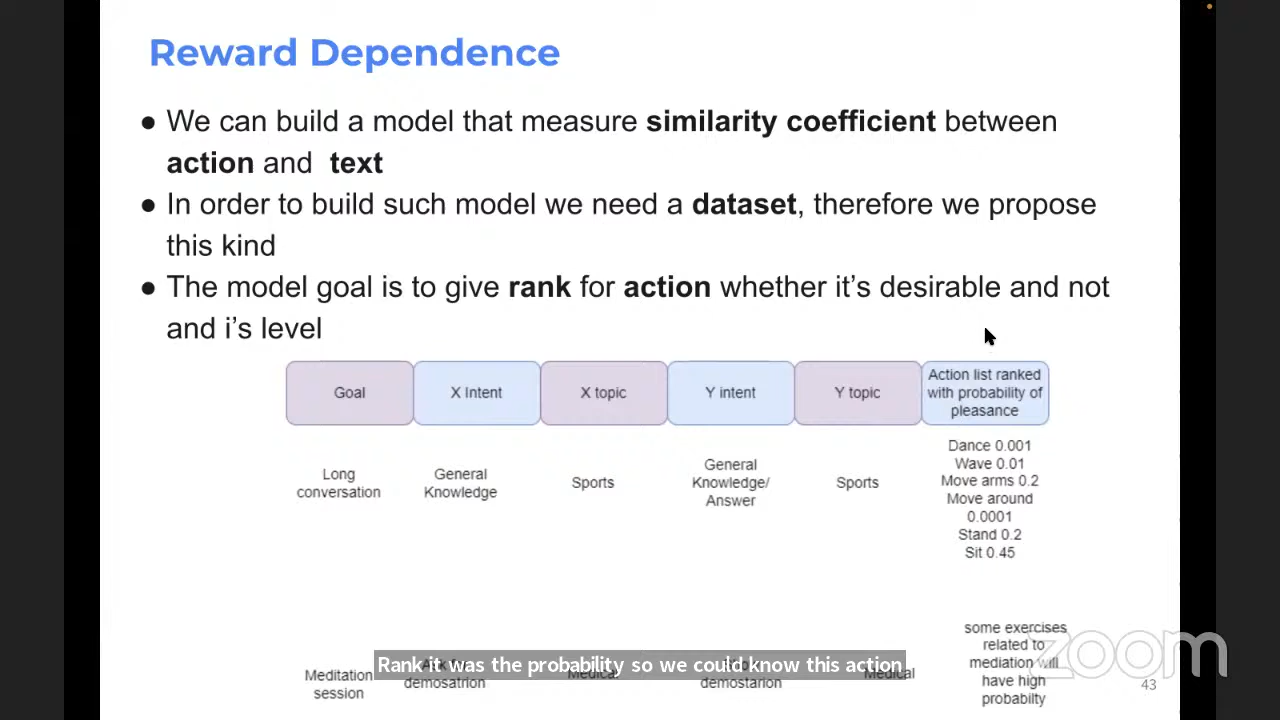 Reward Dependence
● We can build a model that measure similarity coefficient between
action and text
● In order to build such model we need a dataset, therefore we propose
this kind
● The model goal is to give rank for action whether it's desirable and not
and i's level
Goal
X Intent
X topic
Y intent
Y topic
Action list ranked
with probability of
pleasance
Long
conversation
General
Knowledge
Sports
General
Knowledge/
Answer
Sports
Dance 0.001
Wave 0.01
Move arms 0.2
Move around
0.0001
Stand 0.2
Sit 0.45
Meditation
session
demosatrion
Medical
demostarion
Medical
some exercises
related to
mediation will
have high
probabilty
Rank it was the probability so we could know this action
zoom
43